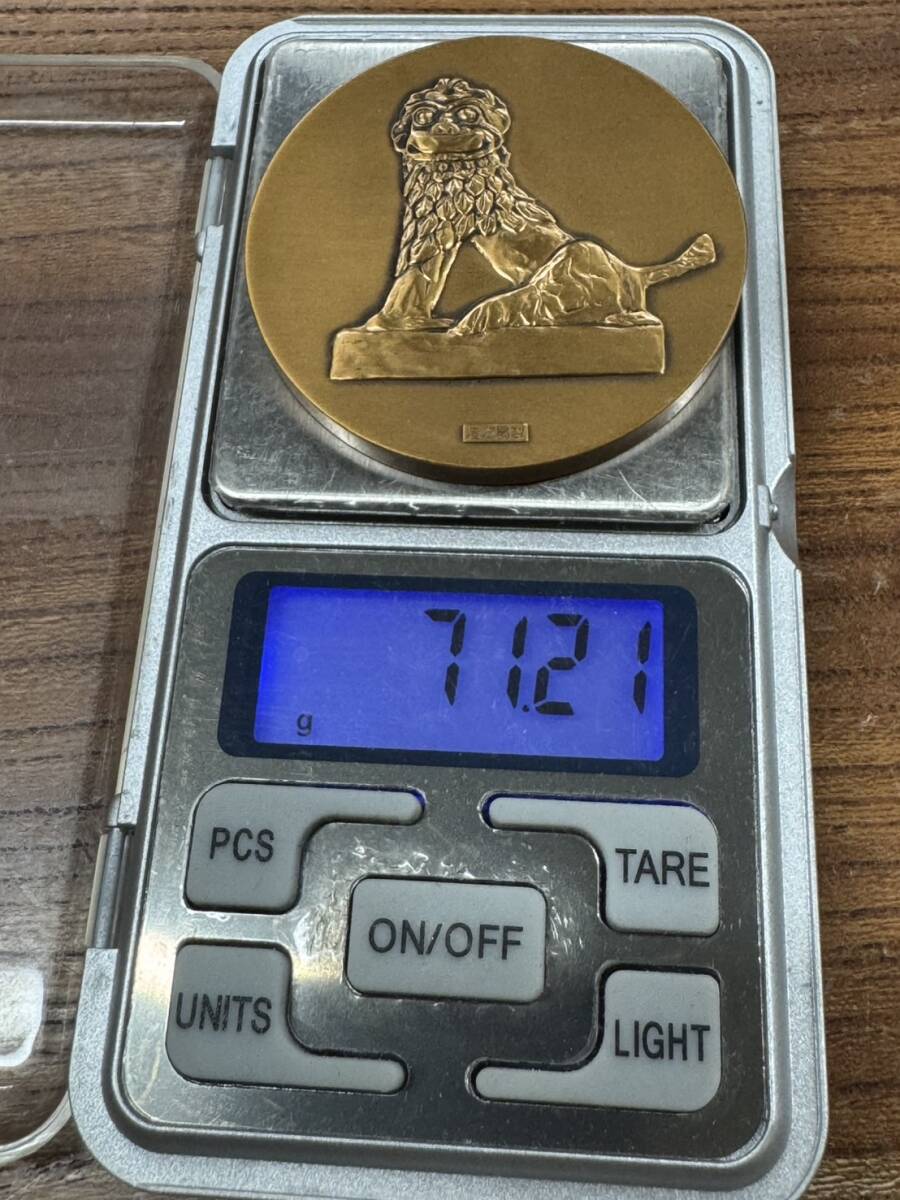 71.21
g
PCS
TARE
ON/OFF
UNITS
LIGHT